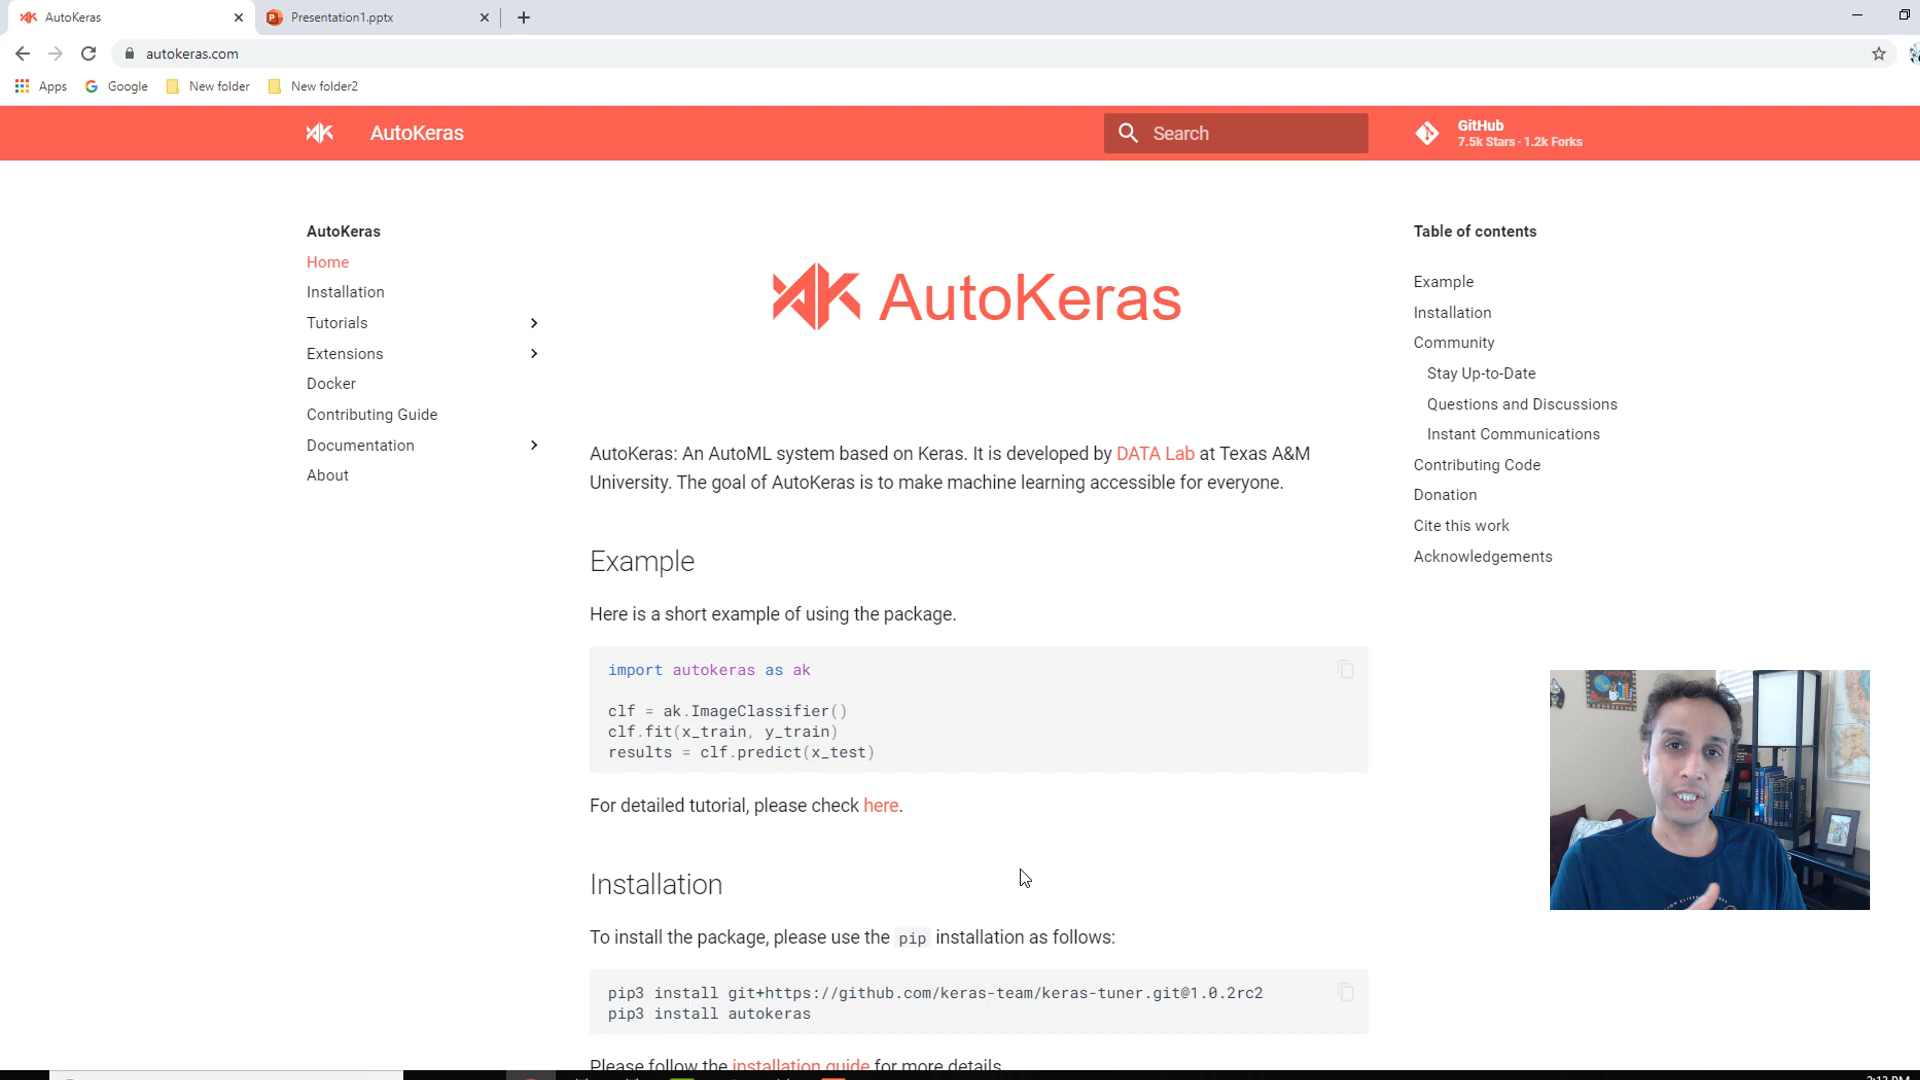 AutoKeras
Presentation1.pptx
autokeras.com
Apps
Google
New folder
New folder2
AutoKeras
Search
GitHub
7.5k Stars · 1.2k Forks
AutoKeras
Home
Installation
Tutorials
Extensions
Docker
Contributing Guide
Documentation
About
AutoKeras
AutoKeras: An AutoML system based on Keras. It is developed by DATA Lab at Texas A&M
University. The goal of AutoKeras is to make machine learning accessible for everyone.
Example
Here is a short example of using the package.
import autokeras as ak
clf = ak.ImageClassifier()
clf.fit(x_train, y_train)
results = clf.predict(x_test)
For detailed tutorial, please check here.
Installation
To install the package, please use the pip installation as follows:
pip3 install git+https://github.com/keras-team/keras-tuner.git@1.0.2rc2
pip3 install autokeras
Please follow the installation guide for more details.
Table of contents
Example
Installation
Community
Stay Up-to-Date
Questions and Discussions
Instant Communications
Contributing Code
Donation
Cite this work
Acknowledgements